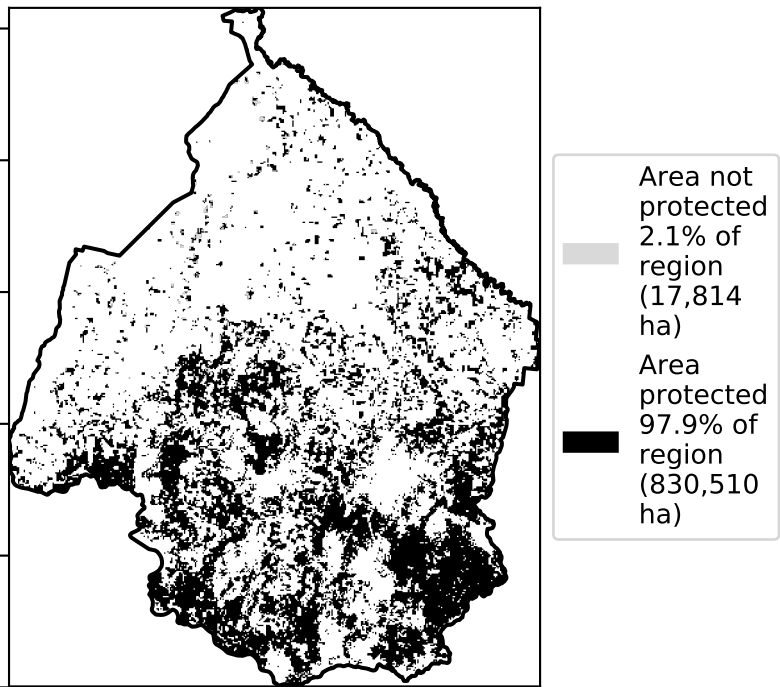 Area not
protected
2.1% of
region
(17,814
ha)
Area
protected
97.9% of
region
(830,510
ha)